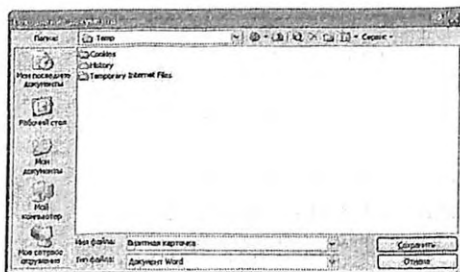 Папка: Temp Сервис
Cookies
History
Temporary Internet Files
Мои последние документы
Рабочий стол
Мои документы
Мой компьютер
Мое сетевое окружение
Имя файла: Визитная карточка Сохранить
Тип файла: Документ Word Отмена